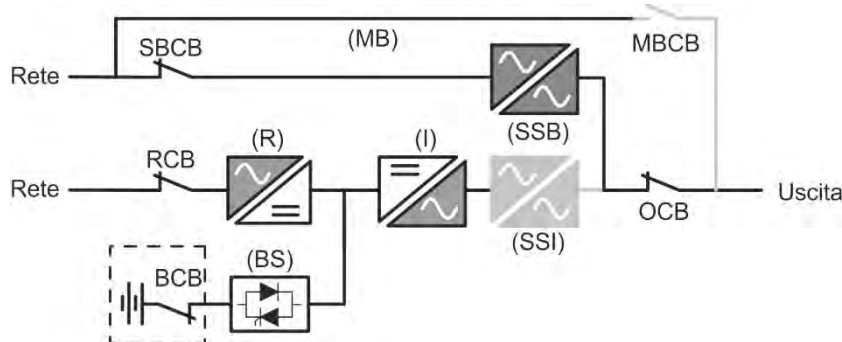 SBCB
(MB)
MBCB
Rete
(SSB)
RCB
(R)
(I)
Rete
Uscita
OCB
(SSI)
BCB
(BS)